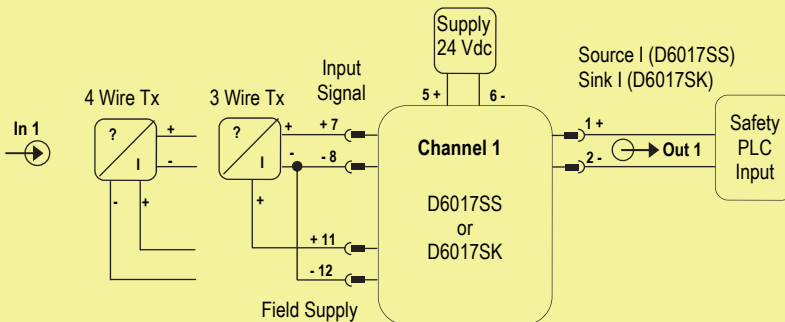 Supply
24 Vdc
5 +
6 -
Source I (D6017SS)
Sink I (D6017SK)
Input
Signal
4 Wire Tx
3 Wire Tx
In 1
?
I
+
-
-
+
?
I
+
-
+
+ 7
- 8
+ 11
- 12
Field Supply
Channel 1
D6017SS
or
D6017SK
1 +
2 -
Out 1
Safety
PLC
Input